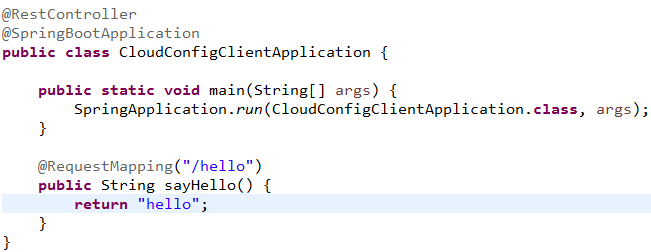 @RestController
@SpringBootApplication
public class CloudConfigClientApplication {
    public static void main(String[] args) {
        SpringApplication.run(CloudConfigClientApplication.class, args);
    }
    @RequestMapping("/hello")
    public String sayHello() {
        return "hello";
    }
}